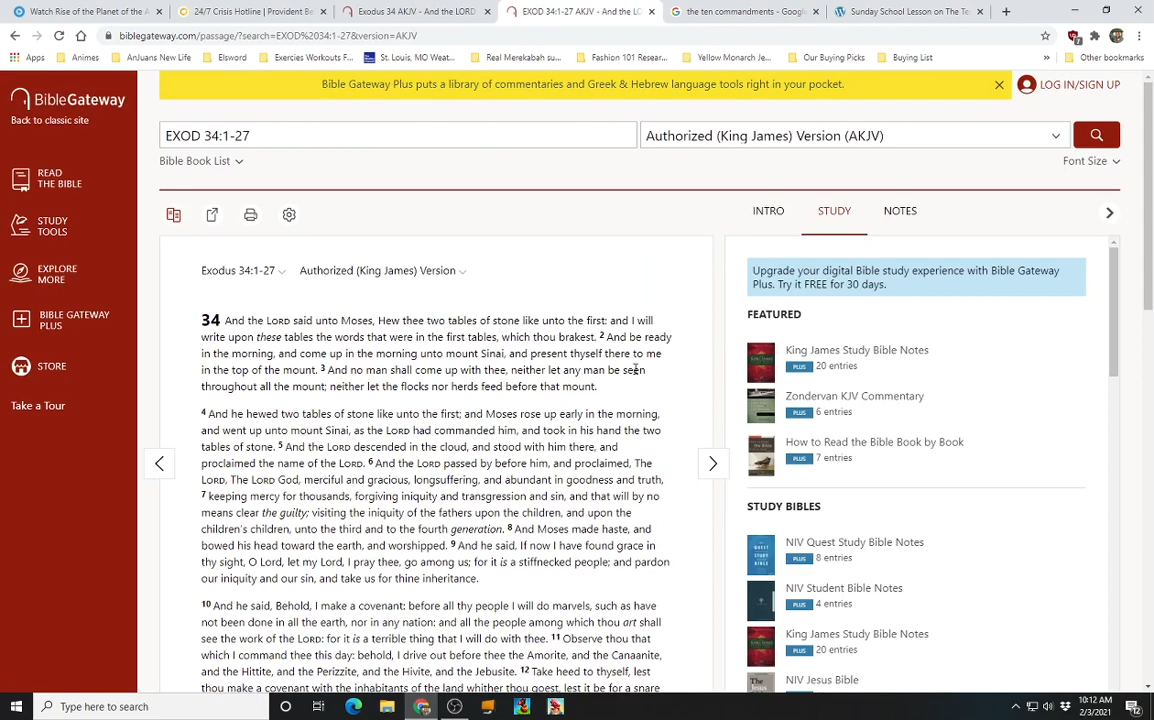 Watch Rise of the Planet of the A
24/7 Crisis Hotline | Provident Be
Exodus 34 AKJV - And the LORD
EXOD 34:1-27 AKJV - And the LO
the ten commandments - Google
Sunday School Lesson on The Te
biblegateway.com/passage/?search=EXOD%2034:1-27&version=AKJV
Apps
Animes
AnJuans New Life
Elsword
Exercies Workouts F...
St. Louis, MO Weat...
Real Merekabah su...
Fashion 101 Resear...
Yellow Monarch Je...
Our Buying Picks
Buying List
»
Other bookmarks
BibleGateway
Back to classic site
Bible Gateway Plus puts a library of commentaries and Greek & Hebrew language tools right in your pocket.
LOG IN/SIGN UP
EXOD 34:1-27
Authorized (King James) Version (AKJV)
Bible Book List
Font Size
READ
THE BIBLE
STUDY
TOOLS
EXPLORE
MORE
BIBLE GATEWAY
PLUS
STORE
Take a Tour
INTRO
STUDY
NOTES
Exodus 34:1-27
Authorized (King James) Version
34 And the LORD said unto Moses, Hew thee two tables of stone like unto the first: and I will
write upon these tables the words that were in the first tables, which thou brakest. 2 And be ready
in the morning, and come up in the morning unto mount Sinai, and present thyself there to me
in the top of the mount. 3 And no man shall come up with thee, neither let any man be seen
throughout all the mount; neither let the flocks nor herds feed before that mount.
4 And he hewed two tables of stone like unto the first; and Moses rose up early in the morning,
and went up unto mount Sinai, as the LORD had commanded him, and took in his hand the two
tables of stone. 5 And the LORD descended in the cloud, and stood with him there, and
proclaimed the name of the LORD. 6 And the LORD passed by before him, and proclaimed, The
LORD, The LORD God, merciful and gracious, longsuffering, and abundant in goodness and truth,
7 keeping mercy for thousands, forgiving iniquity and transgression and sin, and that will by no
means clear the guilty; visiting the iniquity of the fathers upon the children, and upon the
children's children, unto the third and to the fourth generation. 8 And Moses made haste, and
bowed his head toward the earth, and worshipped. 9 And he said, If now I have found grace in
thy sight, O Lord, let my Lord, I pray thee, go among us; for it is a stiffnecked people; and pardon
our iniquity and our sin, and take us for thine inheritance.
10 And he said, Behold, I make a covenant: before all thy people I will do marvels, such as have
not been done in all the earth, nor in any nation: and all the people among which thou art shall
see the work of the LORD: for it is a terrible thing that I will do with thee. 11 Observe thou that
which I command thee this day: behold, I drive out before thee the Amorite, and the Canaanite,
and the Hittite, and the Perizzite, and the Hivite, and the Jebusite. 12 Take heed to thyself, lest
thou make a covenant with the inhabitants of the land whither thou goest, lest it be for a snare
Upgrade your digital Bible study experience with Bible Gateway
Plus. Try it FREE for 30 days.
FEATURED
King James Study Bible Notes
PLUS 20 entries
Zondervan KJV Commentary
PLUS 6 entries
How to Read the Bible Book by Book
PLUS 7 entries
STUDY BIBLES
NIV Quest Study Bible Notes
PLUS 8 entries
NIV Student Bible Notes
PLUS 4 entries
King James Study Bible Notes
PLUS 20 entries
NIV Jesus Bible
Type here to search
10:12 AM
2/3/2021
12